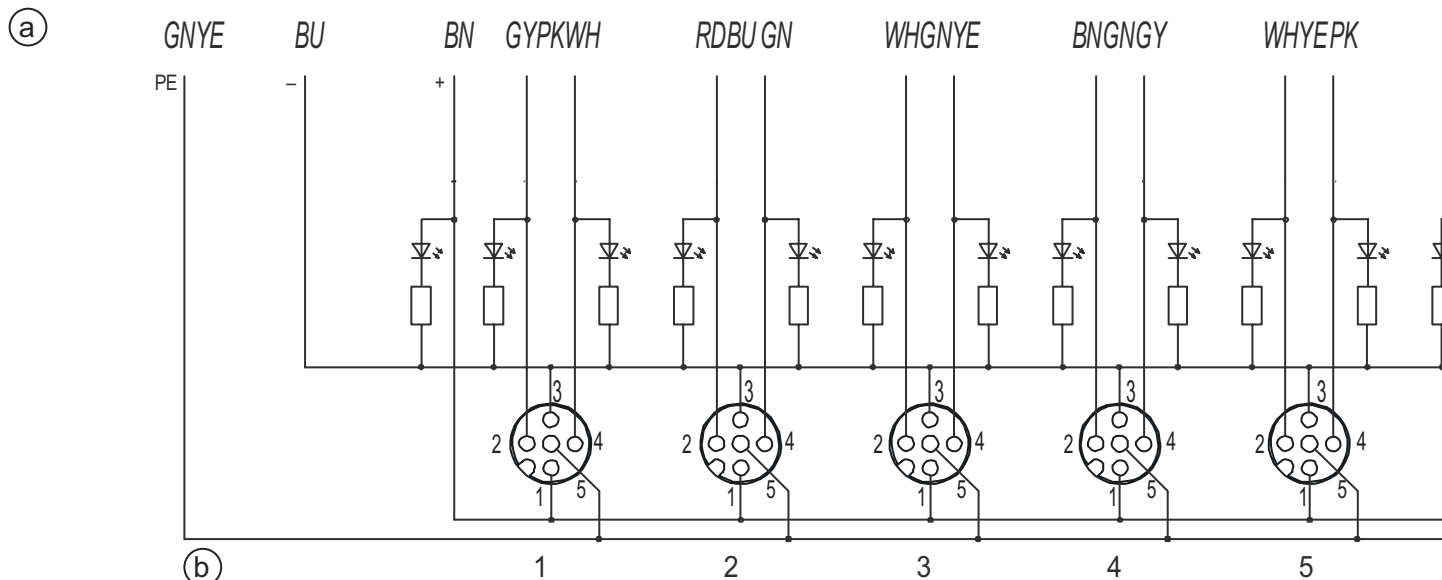 a
GNYE BU BN GYPKWH RDBU GN WHGNYE BNGNGY WHYEPK
PE – +
3 3 3 3 3
2 4 2 4 2 4 2 4 2 4
1 5 1 5 1 5 1 5 1 5
b 1 2 3 4 5